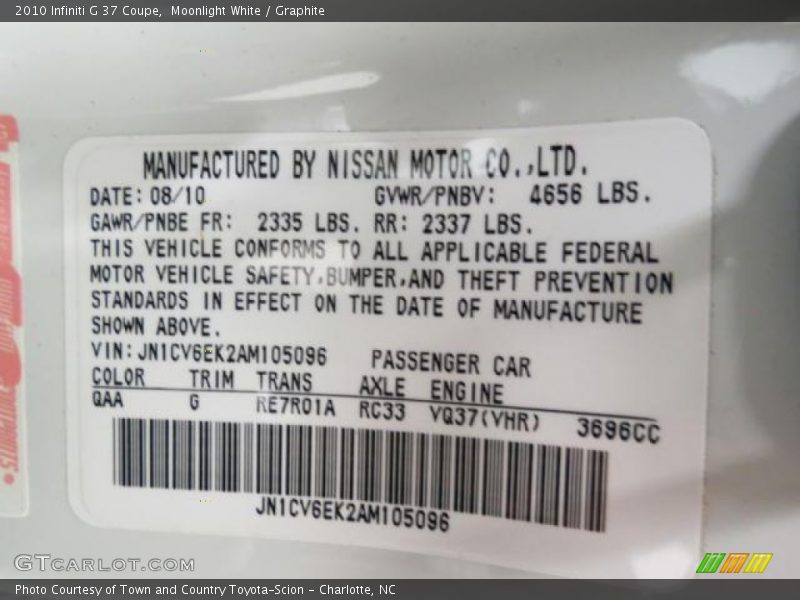 2010 Infiniti G 37 Coupe,  Moonlight White / Graphite
MANUFACTURED BY NISSAN MOTOR CO.,LTD.
DATE: 08/10 GVWR/PNBV: 4656 LBS.
GAWR/PNBE FR: 2335 LBS. RR: 2337 LBS.
THIS VEHICLE CONFORMS TO ALL APPLICABLE FEDERAL
MOTOR VEHICLE SAFETY,BUMPER,AND THEFT PREVENTION
STANDARDS IN EFFECT ON THE DATE OF MANUFACTURE
SHOWN ABOVE.
VIN: JN1CV6EK2AM105096 PASSENGER CAR
COLOR TRIM TRANS AXLE ENGINE
QAA G RE7R01A RC33 VQ37(VHR) 3696CC
JN1CV6EK2AM105096
GTCARLOT.COM
Photo Courtesy of Town and Country Toyota-Scion - Charlotte, NC